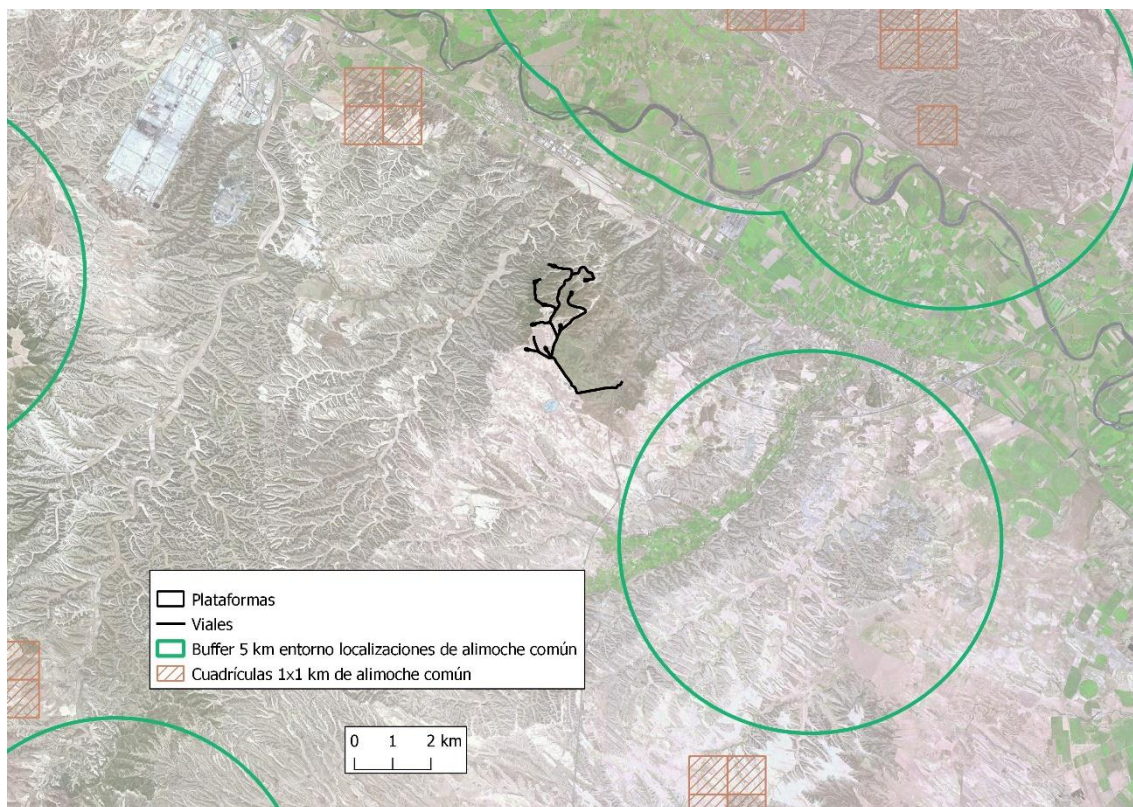 Plataformas
Viales
Buffer 5 km entorno localizaciones de alimoche común
Cuadrículas 1x1 km de alimoche común
0 1 2 km